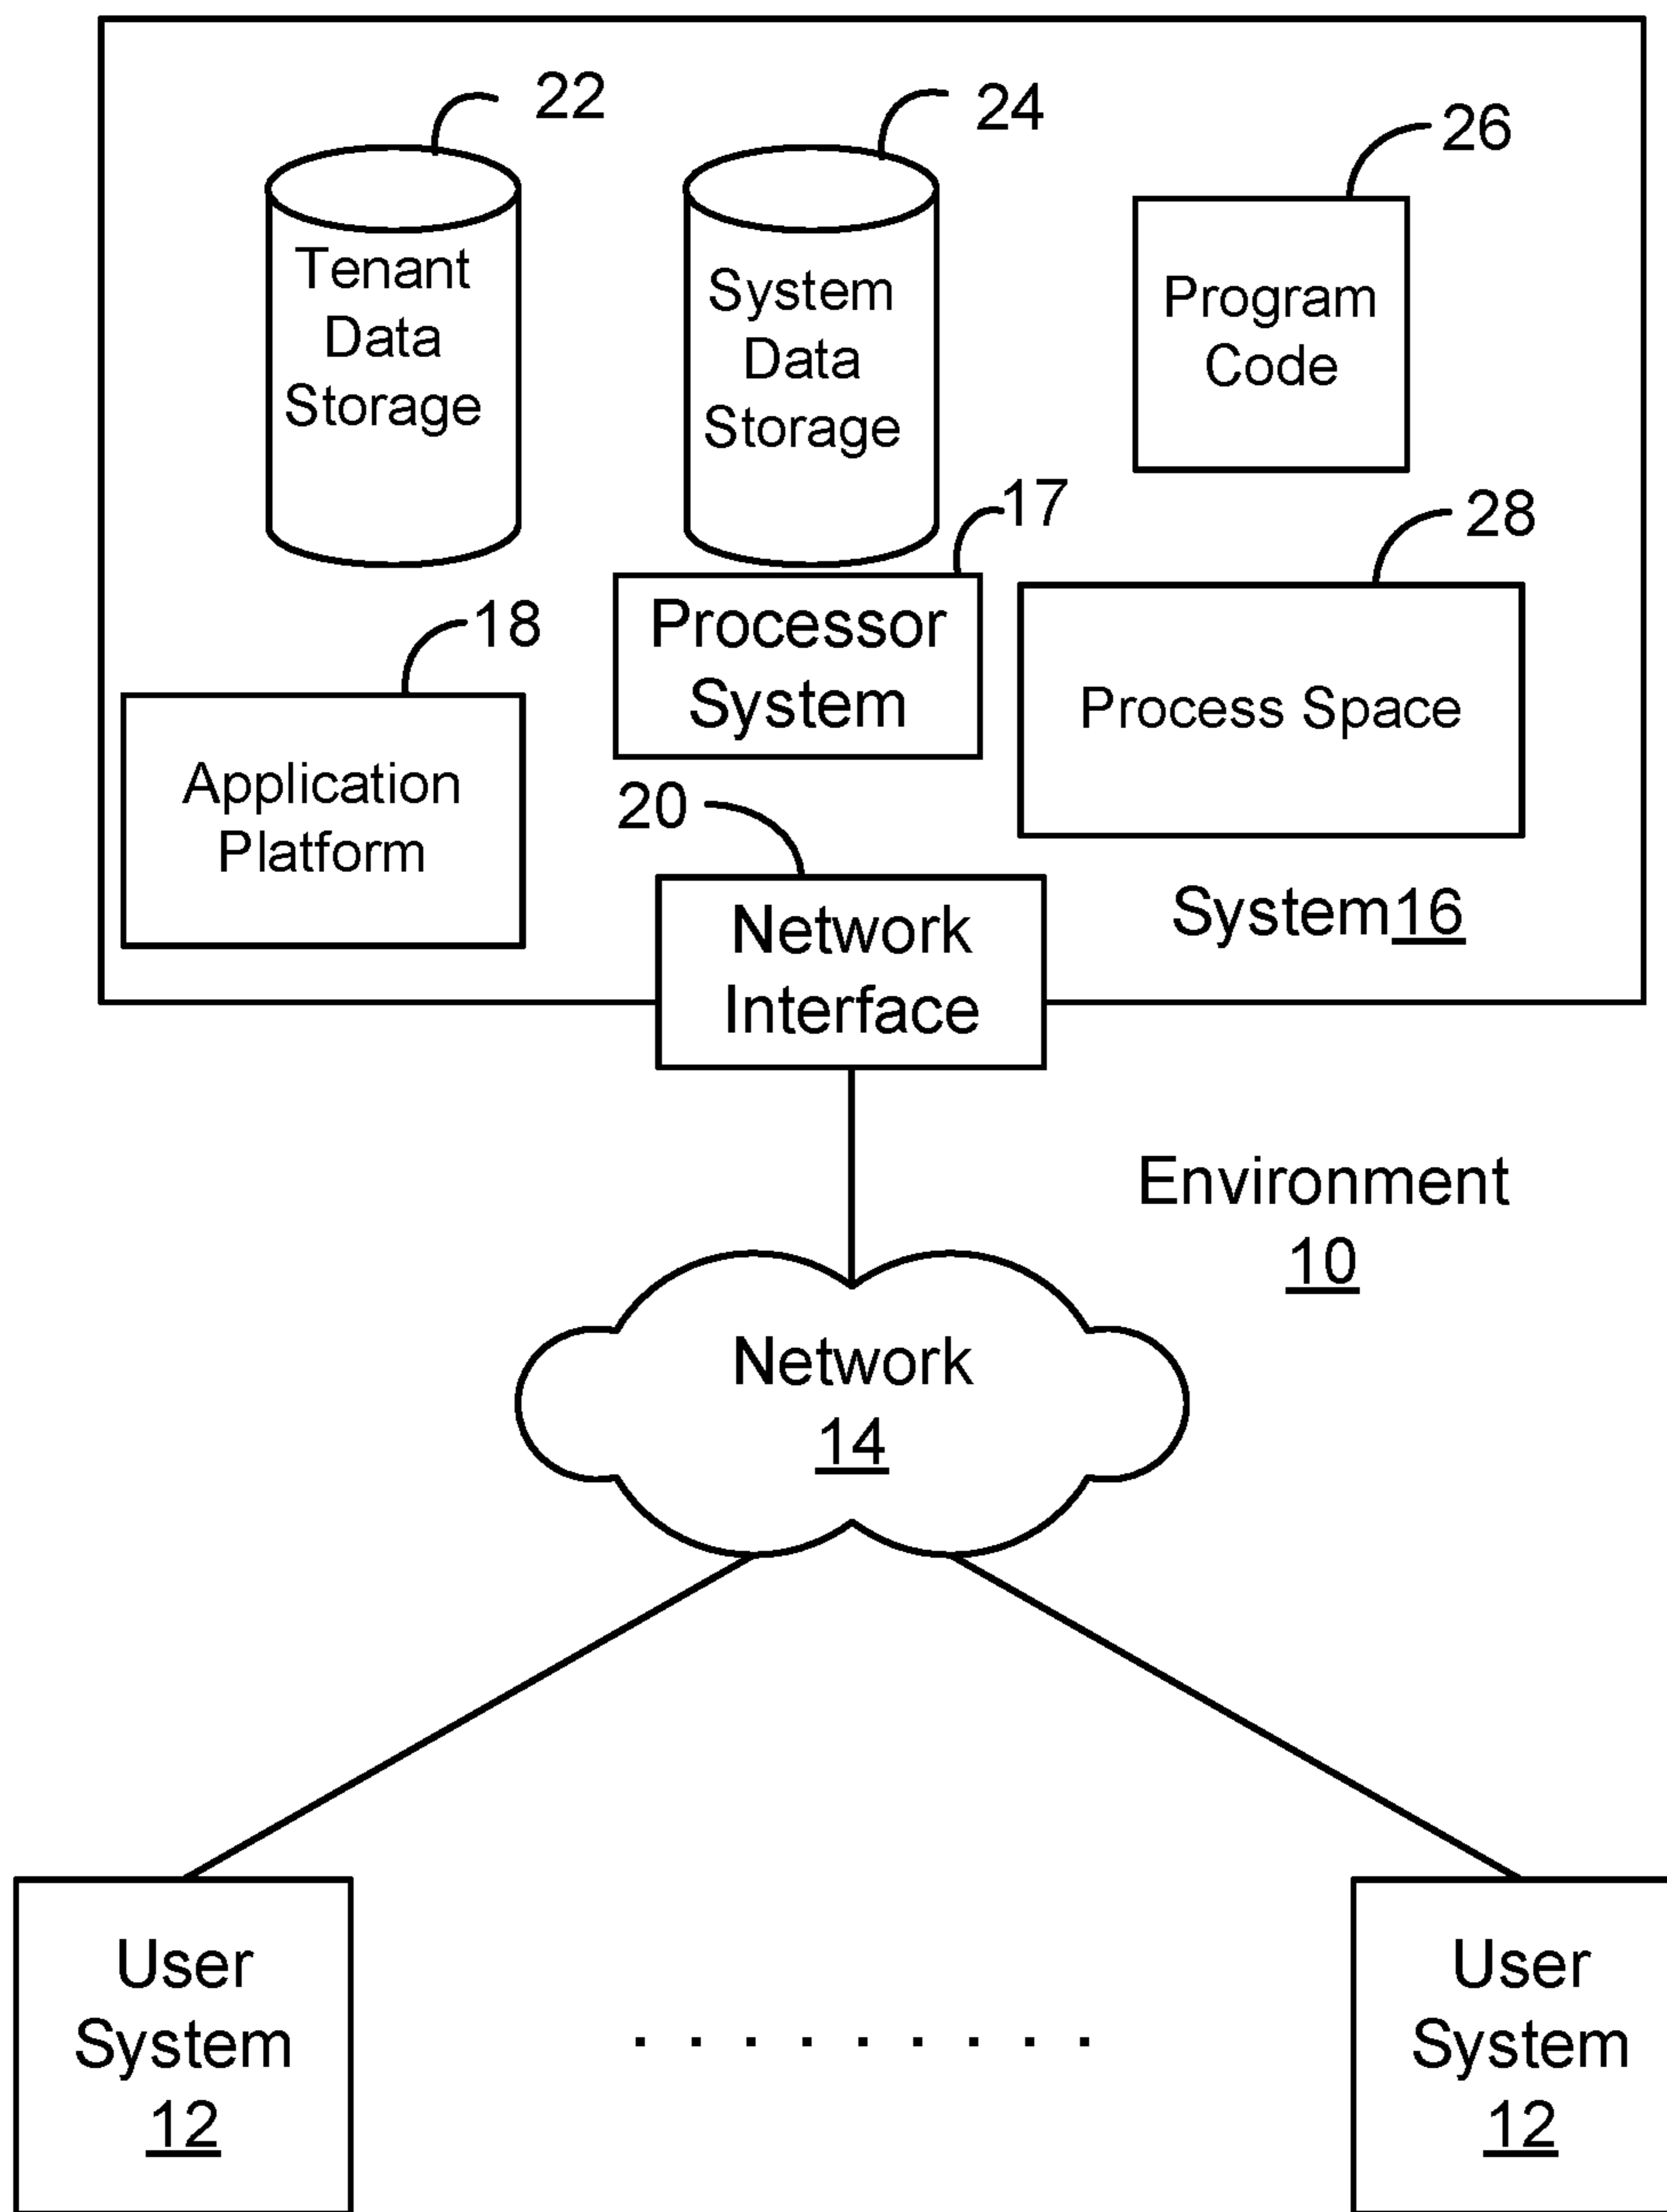 22
24
26
Tenant
Data
Storage
System
Data
Storage
Program
Code
17
28
18
Processor
System
Process Space
Application
Platform
20
Network
Interface
System16
Environment
10
Network
14
User
System
12
. . . . . . . . .
User
System
12